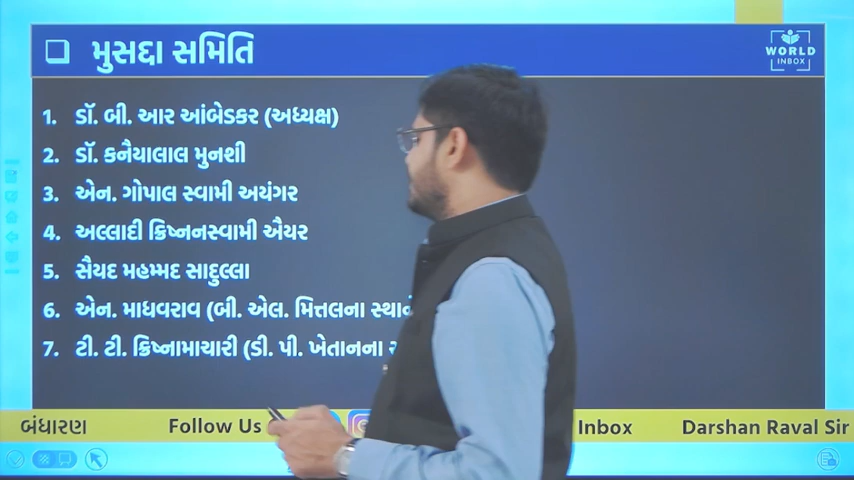 મુસદ્દા સમિતિ
WORLD
INBOX
1. ડૉ. બી. આર આંબેડકર (અધ્યક્ષ)
2. ડૉ. કનૈયાલાલ મુનશી
3. એન. ગોપાલ સ્વામી અયંગર
4. અલ્લાદી ક્રિષ્નનસ્વામી ઐયર
5. સૈયદ મહમ્મદ સાદુલ્લા
6. એન. માધવરાવ (બી. એલ. મિત્તલના
7. ટી. ટી. ક્રિષ્નામાચારી (ડી. પી. ખેતાનના
બંધારણ Follow Us Inbox Darshan Raval Sir